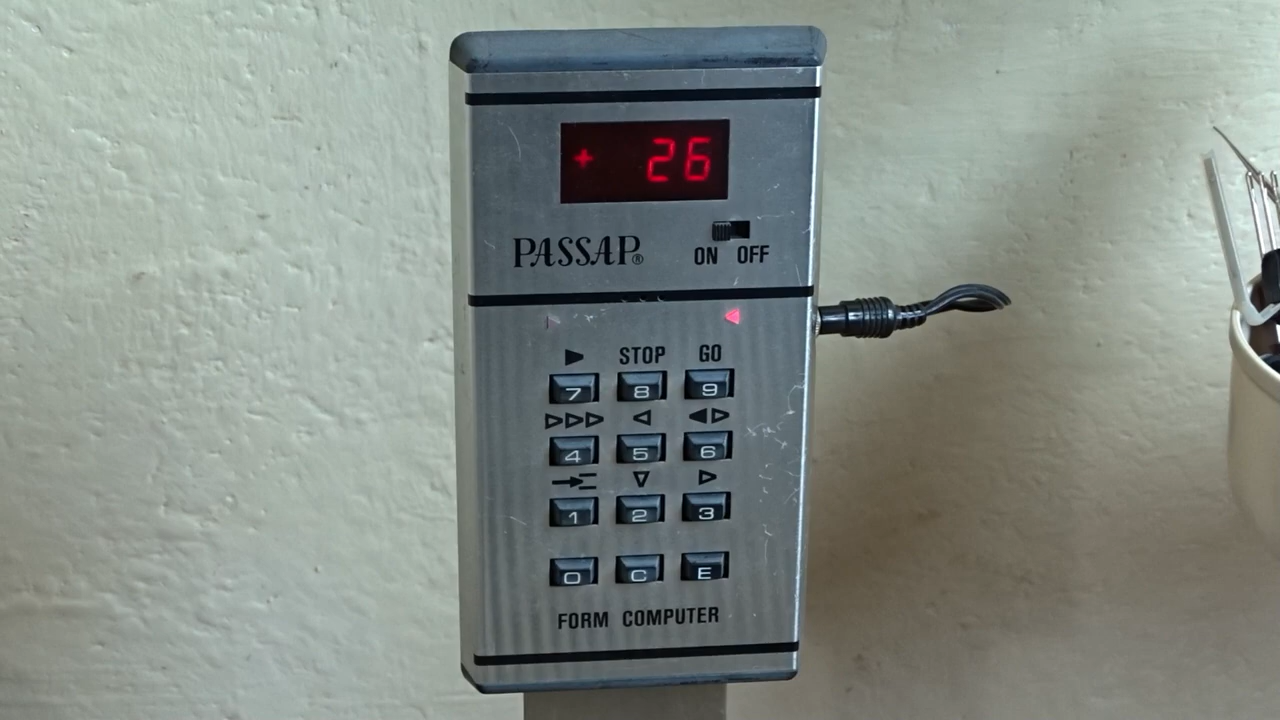 + 26
PASSAP®
ON OFF
STOP GO
7 8 9
4 5 6
1 2 3
0 C E
FORM COMPUTER